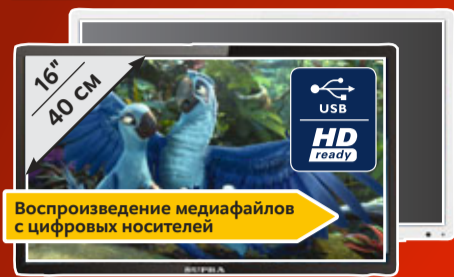 16"
40 см
USB
HD
ready
Воспроизведение медиафайлов
с цифровых носителей
SUPRA